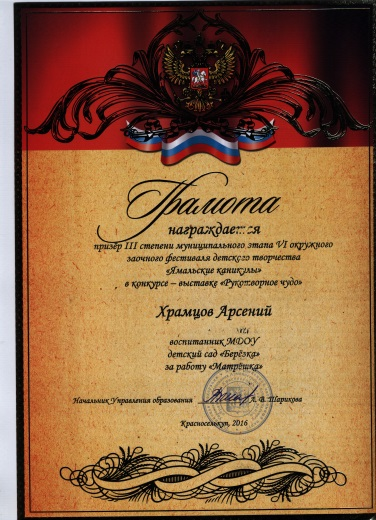 Грамота
награждается
призёр III степени муниципального этапа VI окружного
заочного фестиваля детского творчества
«Ямальские каникулы»
в конкурсе – выставке «Рукотворное чудо»
Храмцов Арсений
воспитанник МДОУ
детский сад «Берёзка»
за работу «Матрёшка»
Начальник Управления образования А. В. Шарикова
Красноселькуп, 2016